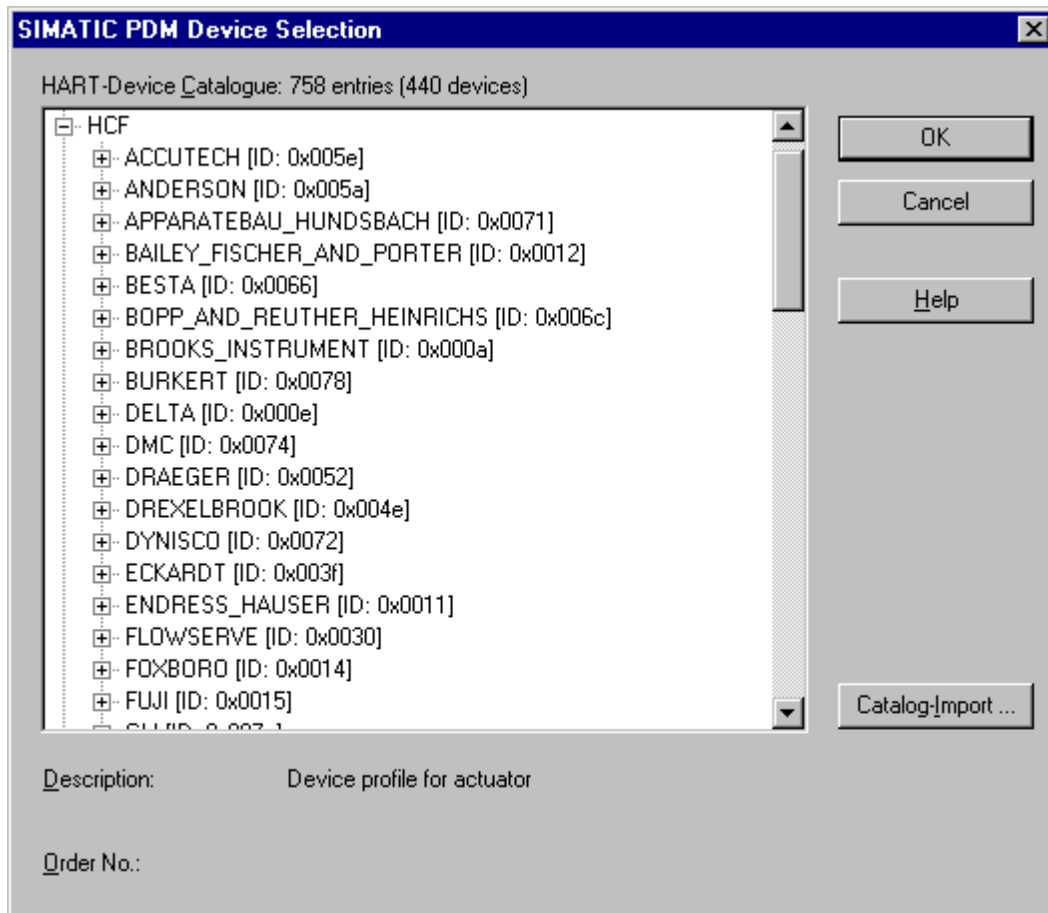 SIMATIC PDM Device Selection
HART-Device Catalogue: 758 entries (440 devices)
HCF
ACCUTECH [ID: 0x005e]
ANDERSON [ID: 0x005a]
APPARATEBAU_HUNDSBACH [ID: 0x0071]
BAILEY_FISCHER_AND_PORTER [ID: 0x0012]
BESTA [ID: 0x0066]
BOPP_AND_REUTHER_HEINRICHS [ID: 0x006c]
BROOKS_INSTRUMENT [ID: 0x000a]
BURKERT [ID: 0x0078]
DELTA [ID: 0x000e]
DMC [ID: 0x0074]
DRAEGER [ID: 0x0052]
DREXELBROOK [ID: 0x004e]
DYNISCO [ID: 0x0072]
ECKARDT [ID: 0x003f]
ENDRESS_HAUSER [ID: 0x0011]
FLOWSERVE [ID: 0x0030]
FOXBORO [ID: 0x0014]
FUJI [ID: 0x0015]
OK
Cancel
Help
Catalog-Import ...
Description: Device profile for actuator
Order No.: